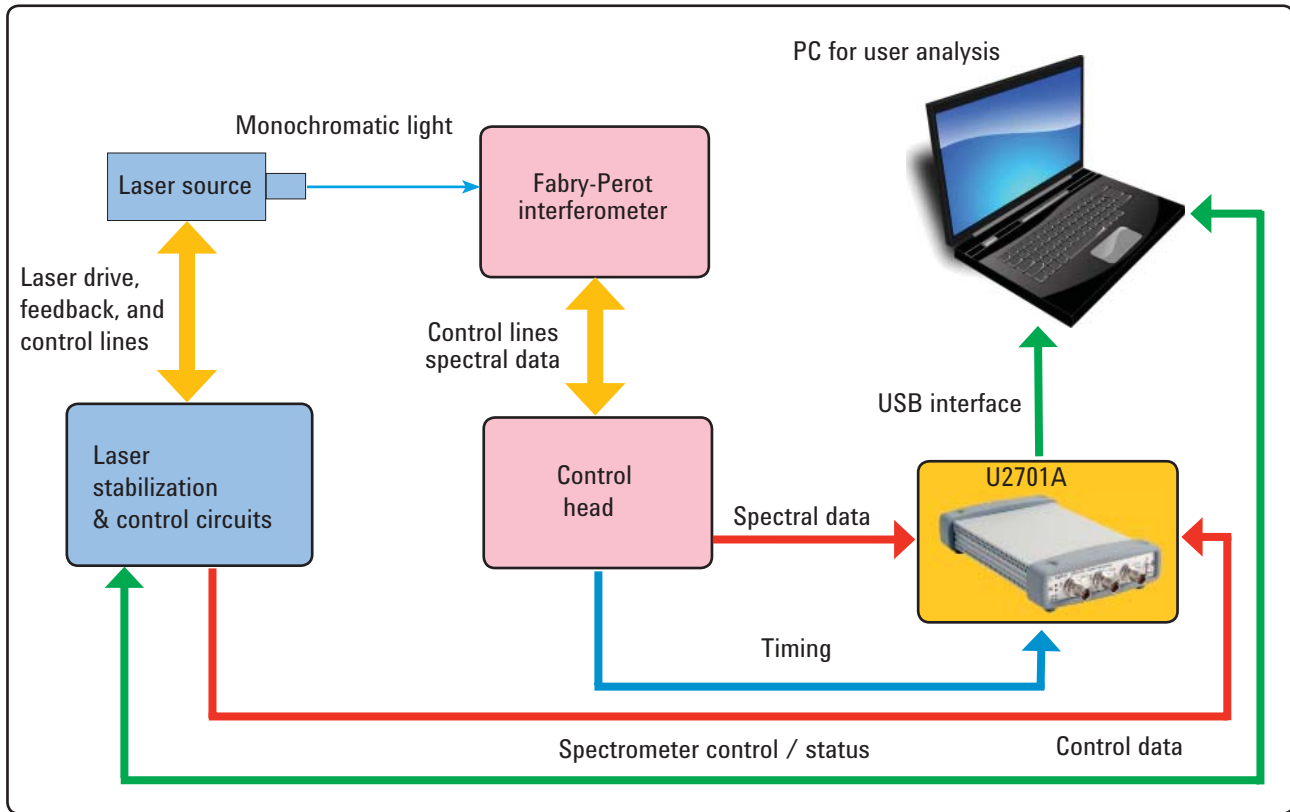 PC for user analysis
Monochromatic light
Laser source
Fabry-Perot
interferometer
Laser drive,
feedback, and
control lines
Control lines
spectral data
USB interface
Laser
stabilization
& control circuits
Control
head
U2701A
Spectral data
Timing
Spectrometer control / status
Control data